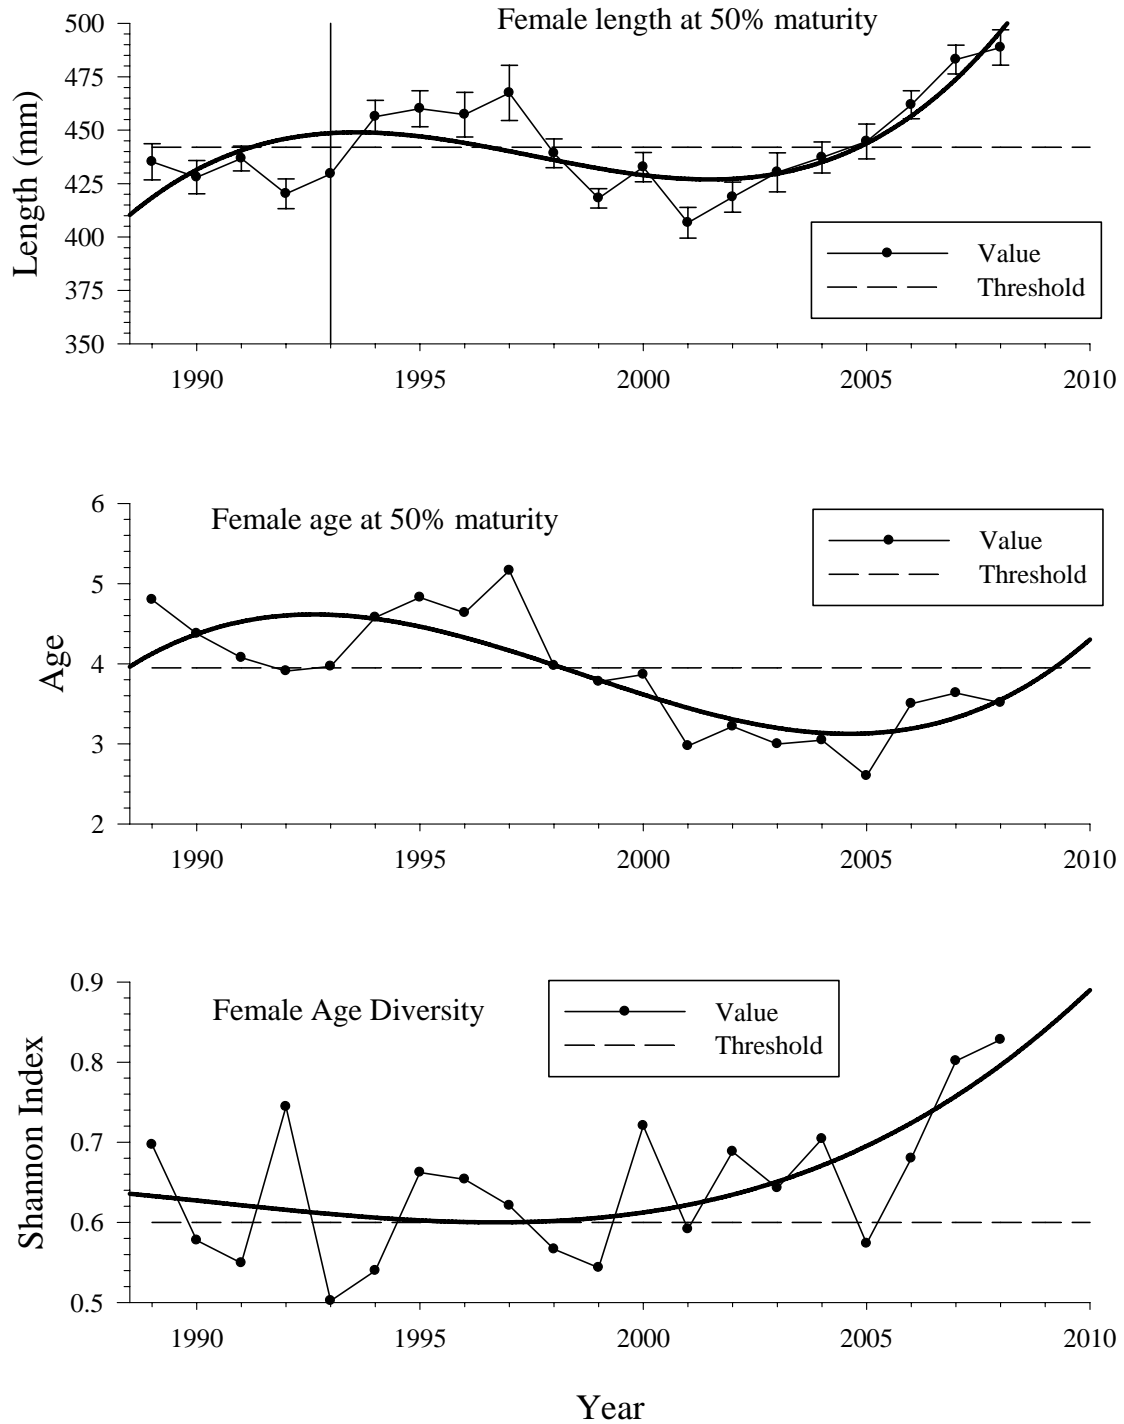 Female length at 50% maturity
500
475
450
425
400
375
350
Length (mm)
Value
Threshold
1990 1995 2000 2005 2010
Female age at 50% maturity
6
5
4
3
2
Age
Value
Threshold
1990 1995 2000 2005 2010
Female Age Diversity
0.9
0.8
0.7
0.6
0.5
Shannon Index
Value
Threshold
1990 1995 2000 2005 2010
Year